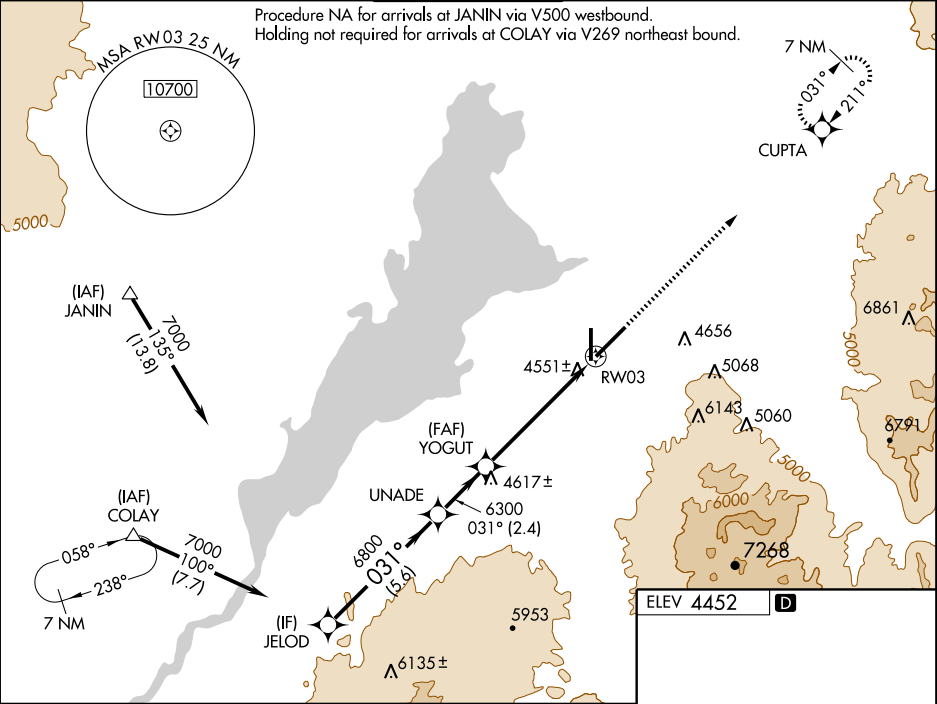 Procedure NA for arrivals at JANIN via V500 westbound.
Holding not required for arrivals at COLAY via V269 northeast bound.
MSA RW03 25 NM
10700
7 NM
031°
211°
CUPTA
5000
(IAF)
JANIN
7000
135°
(13.8)
6861
5000
4656
4551±
RW03
5068
6143
5060
6791
5000
(FAF)
YOGUT
4617±
UNADE
6300
031° (2.4)
6000
7268
(IAF)
COLAY
058°
238°
7 NM
7000
100°
(7.7)
6800
031°
(5.6)
(IF)
JELOD
5953
6135±
ELEV 4452
D